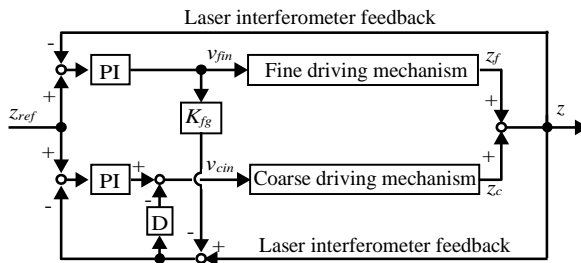 Laser interferometer feedback
-
PI
v_fin
Fine driving mechanism
z_f
+
K_fg
+
z_ref
z
+
+
PI
+
v_cin
Coarse driving mechanism
z_c
-
-
D
-
+
Laser interferometer feedback